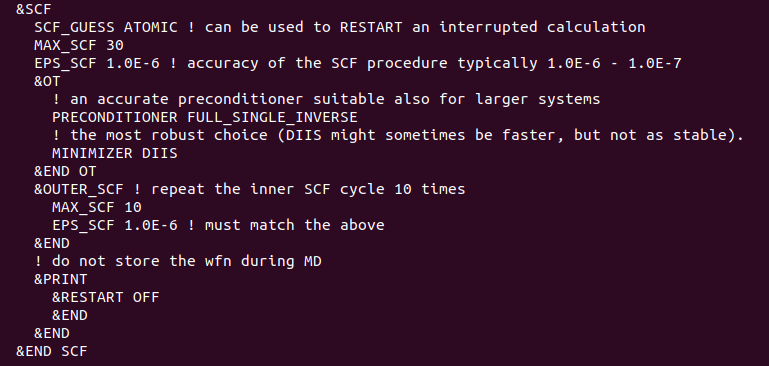 &SCF
SCF_GUESS ATOMIC ! can be used to RESTART an interrupted calculation
MAX_SCF 30
EPS_SCF 1.0E-6 ! accuracy of the SCF procedure typically 1.0E-6 - 1.0E-7
&OT
! an accurate preconditioner suitable also for larger systems
PRECONDITIONER FULL_SINGLE_INVERSE
! the most robust choice (DIIS might sometimes be faster, but not as stable).
MINIMIZER DIIS
&END OT
&OUTER_SCF ! repeat the inner SCF cycle 10 times
MAX_SCF 10
EPS_SCF 1.0E-6 ! must match the above
&END
! do not store the wfn during MD
&PRINT
&RESTART OFF
&END
&END
&END SCF